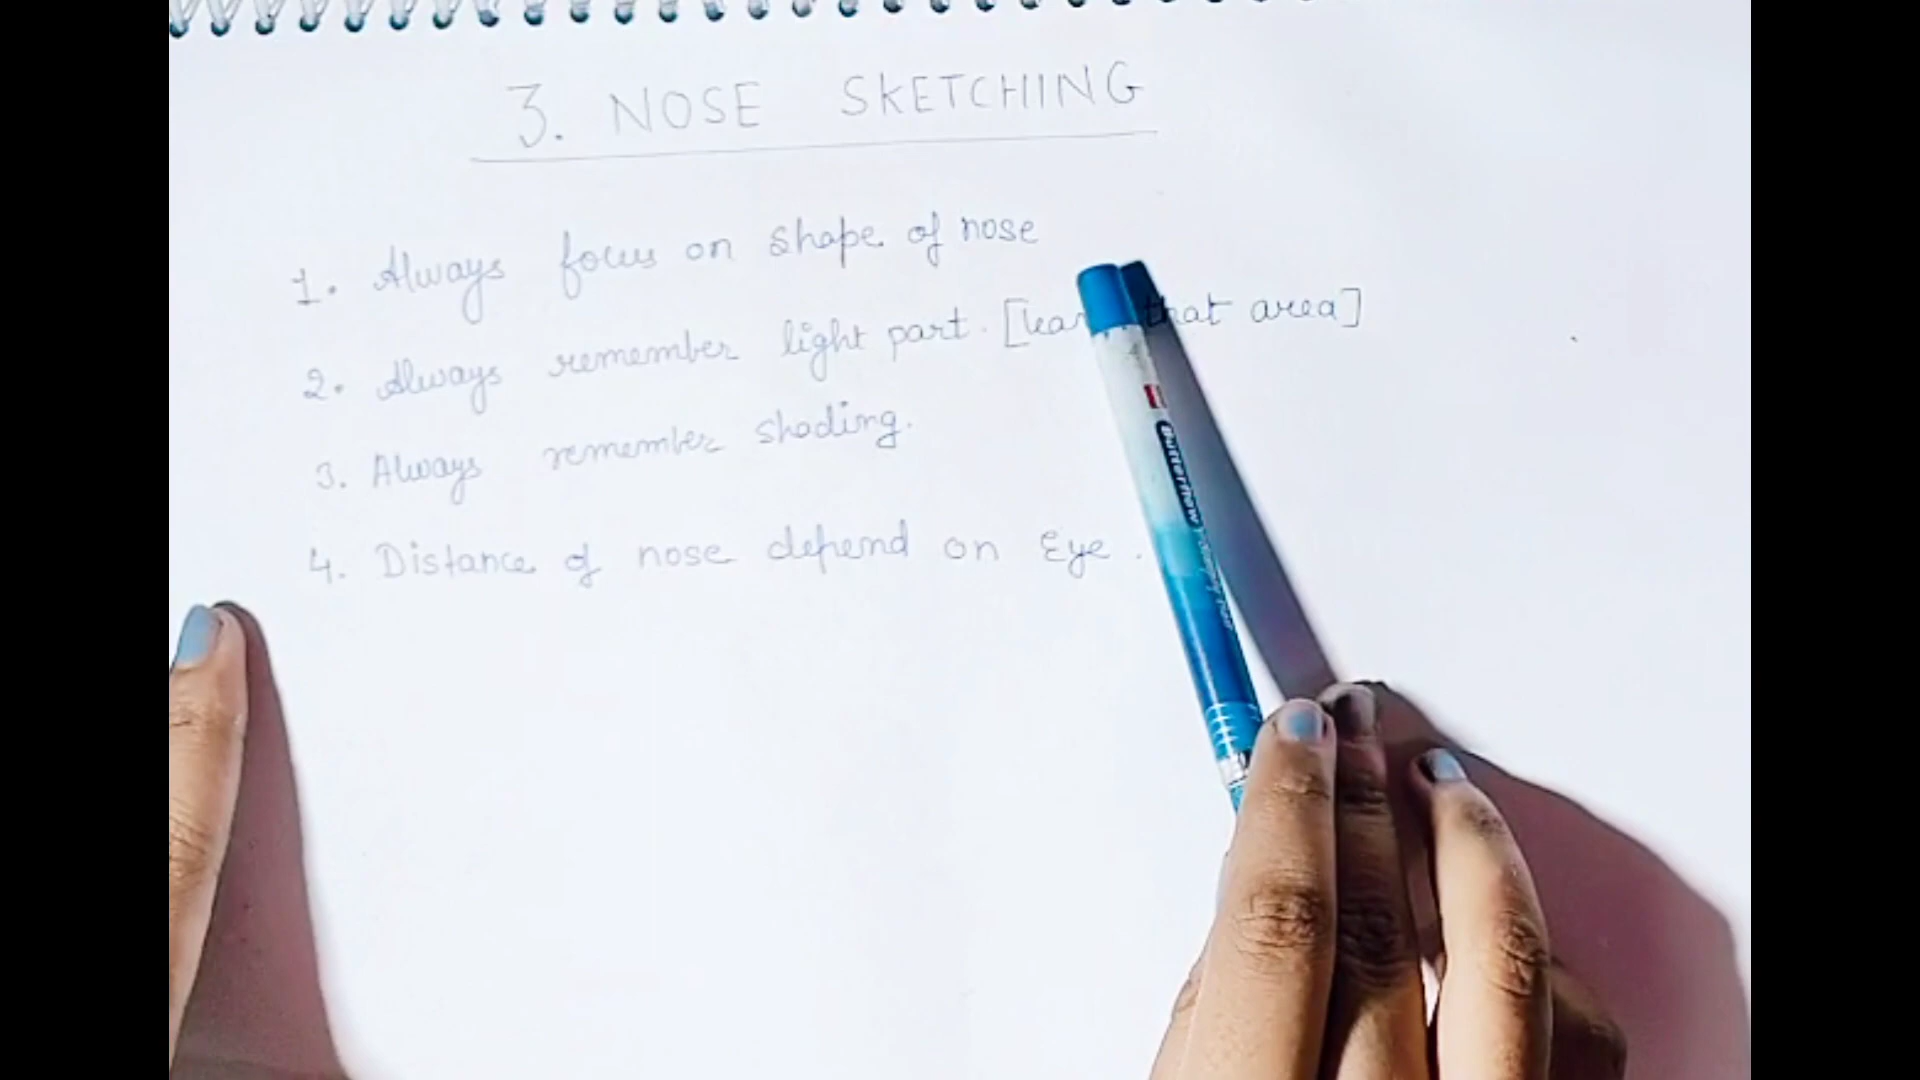 3. NOSE SKETCHING
1. Always focus on shape of nose
2. Always remember light part. [ that area]
3. Always remember shading.
4. Distance of nose depend on Eye.
Butterflow